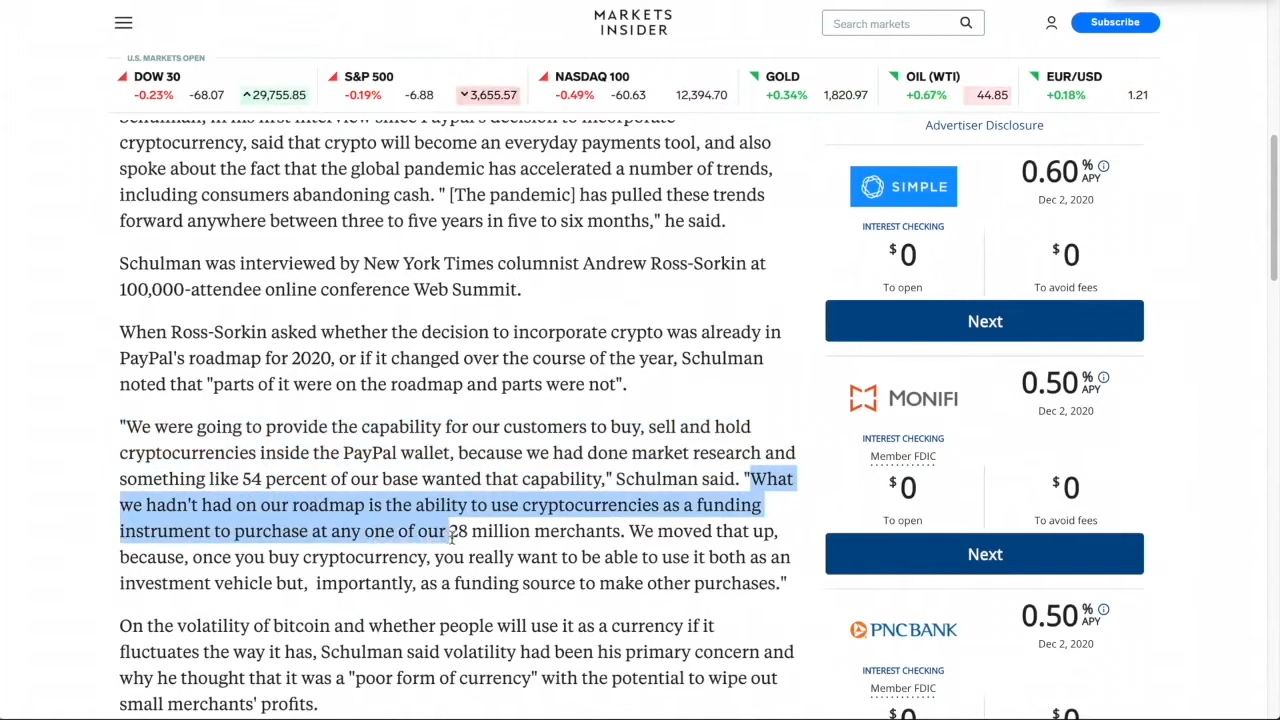 MARKETS
INSIDER
Search markets
Subscribe
U.S. MARKETS OPEN
DOW 30
-0.23% -68.07 29,755.85
S&P 500
-0.19% -6.88 3,655.57
NASDAQ 100
-0.49% -60.63 12,394.70
GOLD
+0.34% 1,820.97
OIL (WTI)
+0.67% 44.85
EUR/USD
+0.18% 1.21
Schulman, in his first interview since Paypal's decision to incorporate
cryptocurrency, said that crypto will become an everyday payments tool, and also
spoke about the fact that the global pandemic has accelerated a number of trends,
including consumers abandoning cash. " [The pandemic] has pulled these trends
forward anywhere between three to five years in five to six months," he said.
Schulman was interviewed by New York Times columnist Andrew Ross-Sorkin at
100,000-attendee online conference Web Summit.
When Ross-Sorkin asked whether the decision to incorporate crypto was already in
PayPal's roadmap for 2020, or if it changed over the course of the year, Schulman
noted that "parts of it were on the roadmap and parts were not".
"We were going to provide the capability for our customers to buy, sell and hold
cryptocurrencies inside the PayPal wallet, because we had done market research and
something like 54 percent of our base wanted that capability," Schulman said. "What
we hadn't had on our roadmap is the ability to use cryptocurrencies as a funding
instrument to purchase at any one of our 28 million merchants. We moved that up,
because, once you buy cryptocurrency, you really want to be able to use it both as an
investment vehicle but, importantly, as a funding source to make other purchases."
On the volatility of bitcoin and whether people will use it as a currency if it
fluctuates the way it has, Schulman said volatility had been his primary concern and
why he thought that it was a "poor form of currency" with the potential to wipe out
small merchants' profits.
Advertiser Disclosure
SIMPLE
0.60 % APY
Dec 2, 2020
INTEREST CHECKING
$0
To open
$0
To avoid fees
Next
MONIFI
0.50 % APY
Dec 2, 2020
INTEREST CHECKING
Member FDIC
$0
To open
$0
To avoid fees
Next
PNC BANK
0.50 % APY
Dec 2, 2020
INTEREST CHECKING
Member FDIC
$0
$0